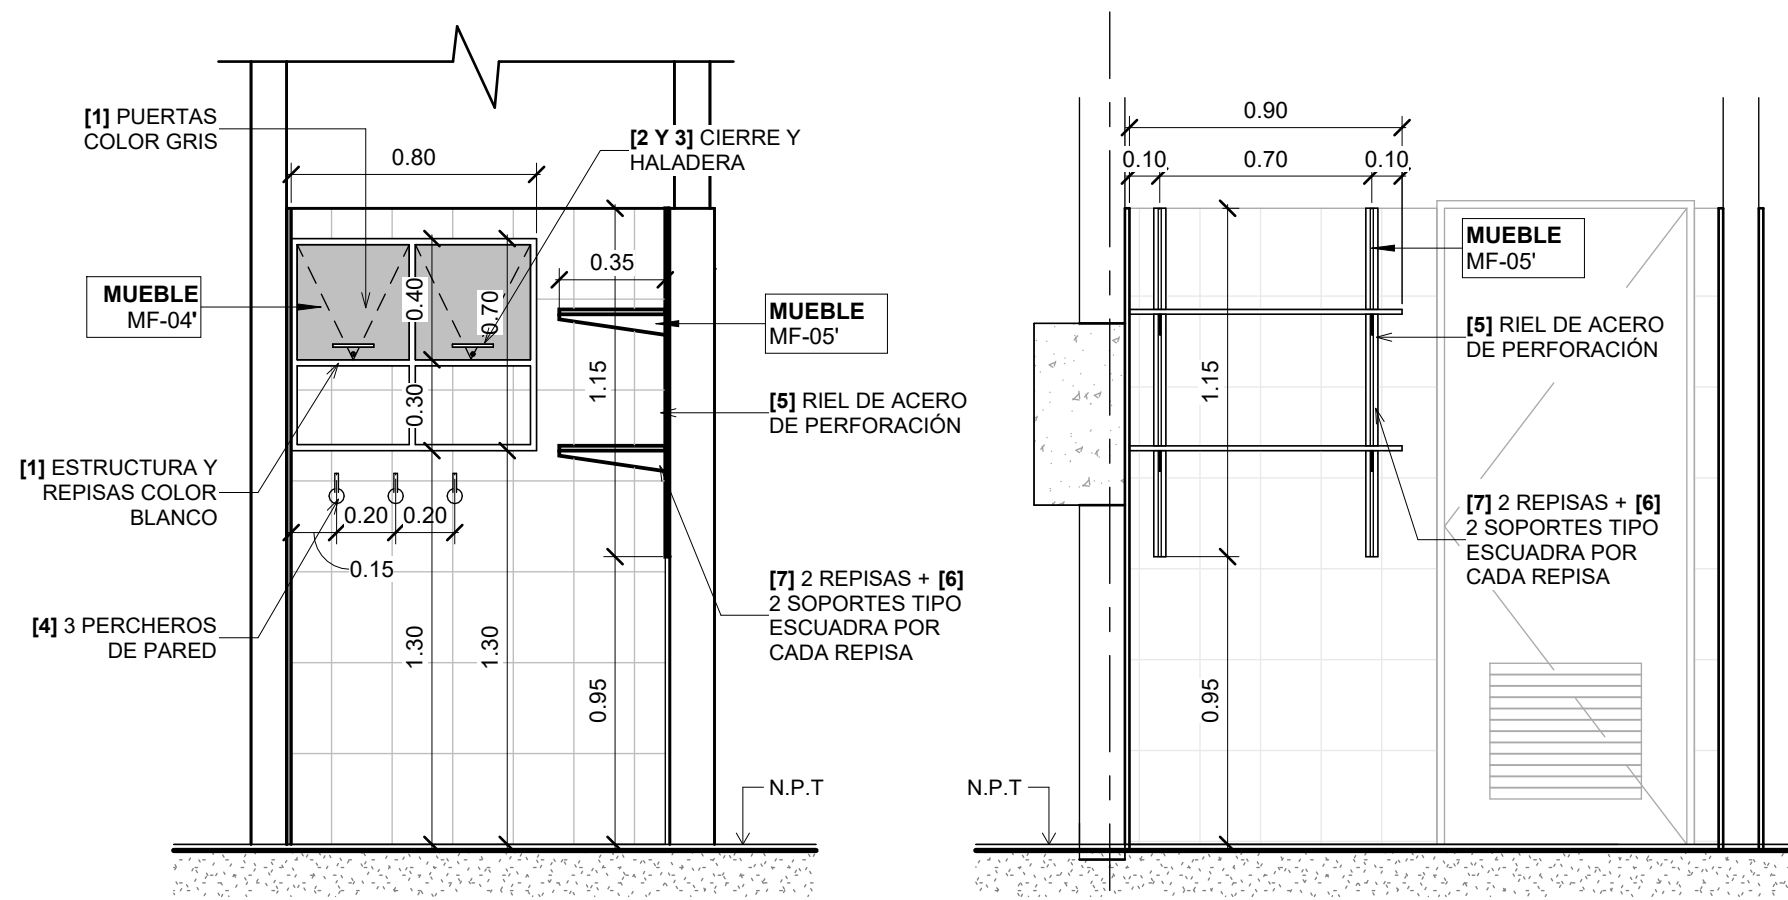 [1] PUERTAS
COLOR GRIS
0.80
[2 Y 3] CIERRE Y
HALADERA
MUEBLE
MF-04'
0.40
0.70
0.35
MUEBLE
MF-05'
0.30
1.15
[5] RIEL DE ACERO
DE PERFORACIÓN
[1] ESTRUCTURA Y
REPISAS COLOR
BLANCO
0.20
0.20
0.15
[7] 2 REPISAS + [6]
2 SOPORTES TIPO
ESCUADRA POR
CADA REPISA
[4] 3 PERCHEROS
DE PARED
1.30
1.30
0.95
N.P.T
0.90
0.10
0.70
0.10
MUEBLE
MF-05'
[5] RIEL DE ACERO
DE PERFORACIÓN
1.15
[7] 2 REPISAS + [6]
2 SOPORTES TIPO
ESCUADRA POR
CADA REPISA
0.95
N.P.T